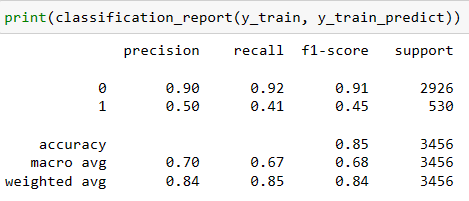 print(classification_report(y_train, y_train_predict))
precision recall f1-score support
0 0.90 0.92 0.91 2926
1 0.50 0.41 0.45 530
accuracy 0.85 3456
macro avg 0.70 0.67 0.68 3456
weighted avg 0.84 0.85 0.84 3456